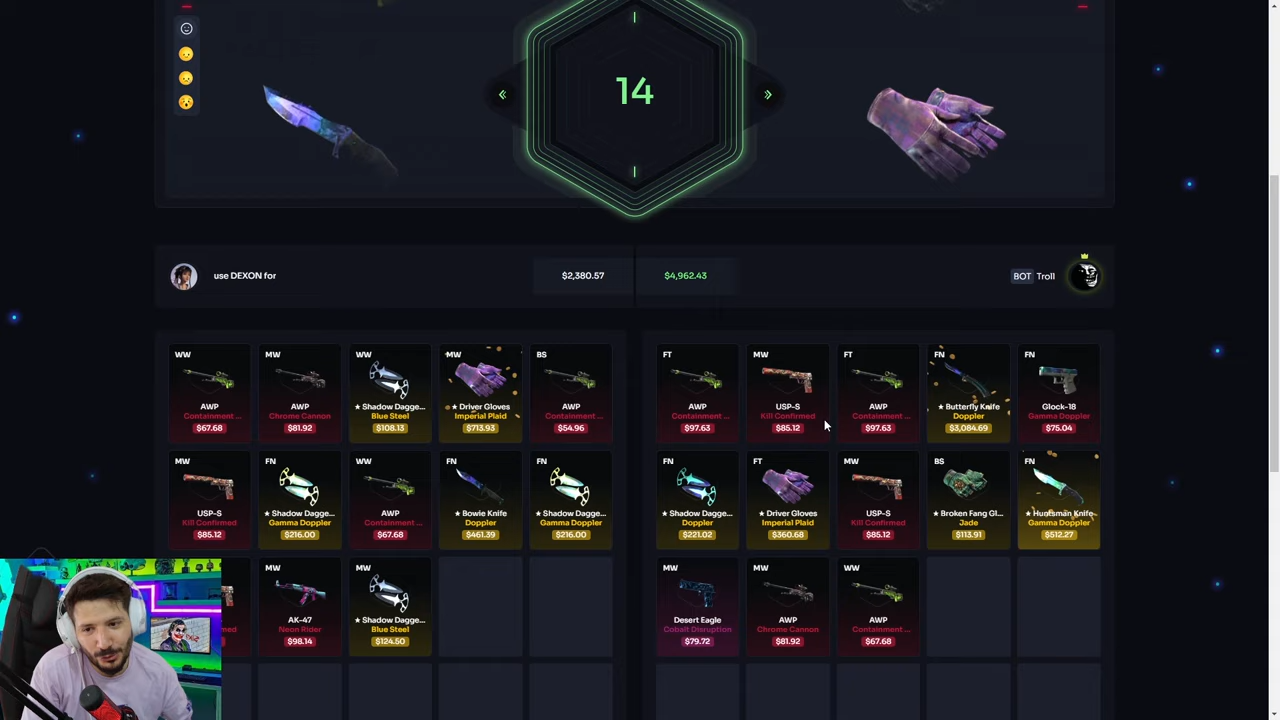 14
use DEXON for
$2,380.57
$4,962.43
BOT Troll
WW
AWP
Containment ...
$67.68
MW
AWP
Chrome Cannon
$81.92
WW
★ Shadow Dagge...
Blue Steel
$108.13
MW
★ Driver Gloves
Imperial Plaid
$713.93
BS
AWP
Containment ...
$54.96
FT
AWP
Containment ...
$97.63
MW
USP-S
Kill Confirmed
$85.12
FT
AWP
Containment ...
$97.63
FN
★ Butterfly Knife
Doppler
$3,084.69
FN
Glock-18
Gamma Doppler
$75.04
MW
USP-S
Kill Confirmed
$85.12
FN
★ Shadow Dagge...
Gamma Doppler
$216.00
WW
AWP
Containment ...
$67.68
FN
★ Bowie Knife
Doppler
$461.39
FN
★ Shadow Dagge...
Gamma Doppler
$216.00
FN
★ Shadow Dagge...
Doppler
$221.02
FT
★ Driver Gloves
Imperial Plaid
$360.68
MW
USP-S
Kill Confirmed
$85.12
BS
★ Broken Fang Gl...
Jade
$113.91
FN
★ Huntsman Knife
Gamma Doppler
$512.27
MW
AK-47
Neon Rider
$98.14
MW
★ Shadow Dagge...
Blue Steel
$124.50
MW
Desert Eagle
Cobalt Disruption
$79.72
MW
AWP
Chrome Cannon
$81.92
WW
AWP
Containment ...
$67.68